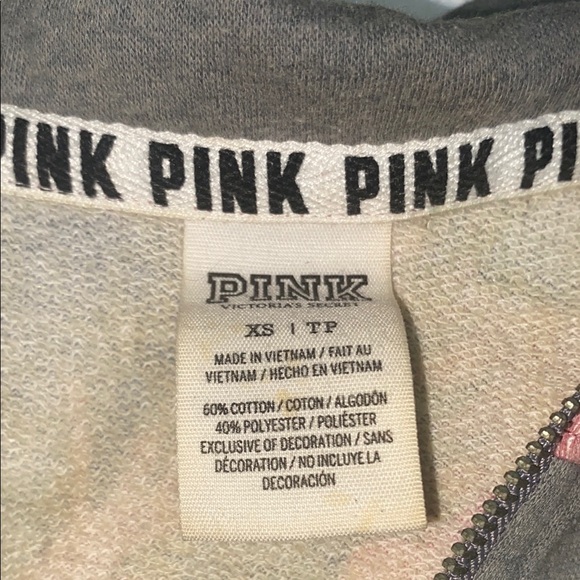 PINK PINK PINK PI
PINK
VICTORIA'S SECRET
XS | TP
MADE IN VIETNAM / FAIT AU
VIETNAM / HECHO EN VIETNAM
60% COTTON / COTON / ALGODÓN
40% POLYESTER / POLIÉSTER
EXCLUSIVE OF DECORATION / SANS
DÉCORATION / NO INCLUYE LA
DECORACIÓN